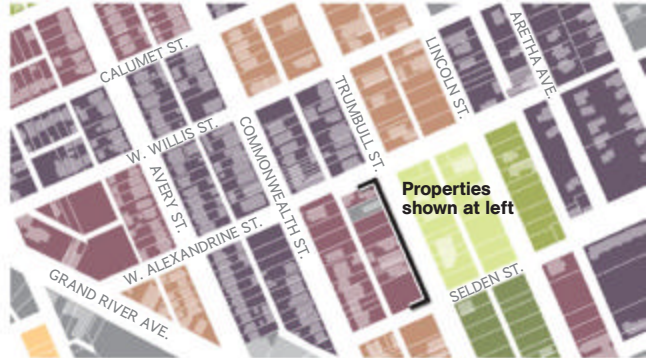 CALUMET ST.
W. WILLIS ST.
AVERY ST.
COMMONWEALTH ST.
TRUMBULL ST.
LINCOLN ST.
ARETHA AVE.
Properties
shown at left
W. ALEXANDRINE ST.
GRAND RIVER AVE.
SELDEN ST.